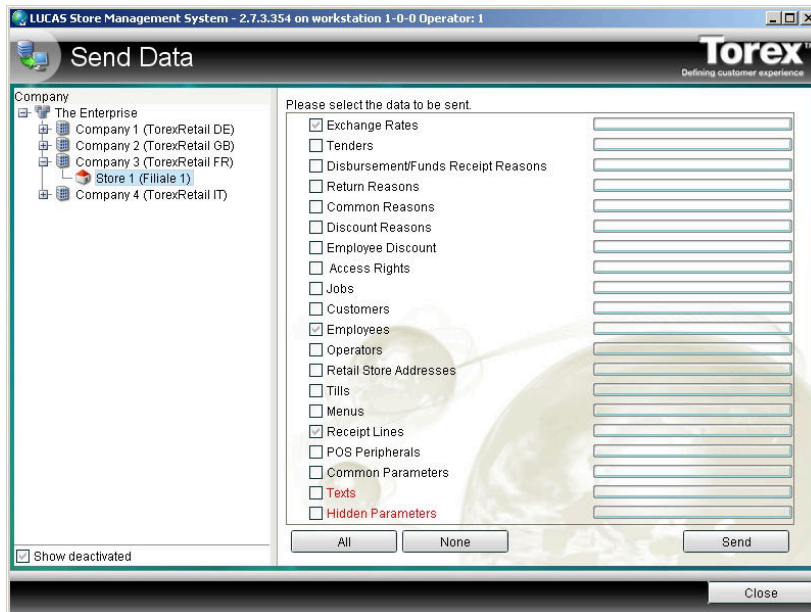 LUCAS Store Management System - 2.7.3.354 on workstation 1-0-0 Operator: 1
Send Data
Torex™
Defining customer experience
Company
The Enterprise
Company 1 (TorexRetail DE)
Company 2 (TorexRetail GB)
Company 3 (TorexRetail FR)
Store 1 (Filiale 1)
Company 4 (TorexRetail IT)
Show deactivated
Please select the data to be sent.
Exchange Rates
Tenders
Disbursement/Funds Receipt Reasons
Return Reasons
Common Reasons
Discount Reasons
Employee Discount
Access Rights
Jobs
Customers
Employees
Operators
Retail Store Addresses
Tills
Menus
Receipt Lines
POS Peripherals
Common Parameters
Texts
Hidden Parameters
All
None
Send
Close